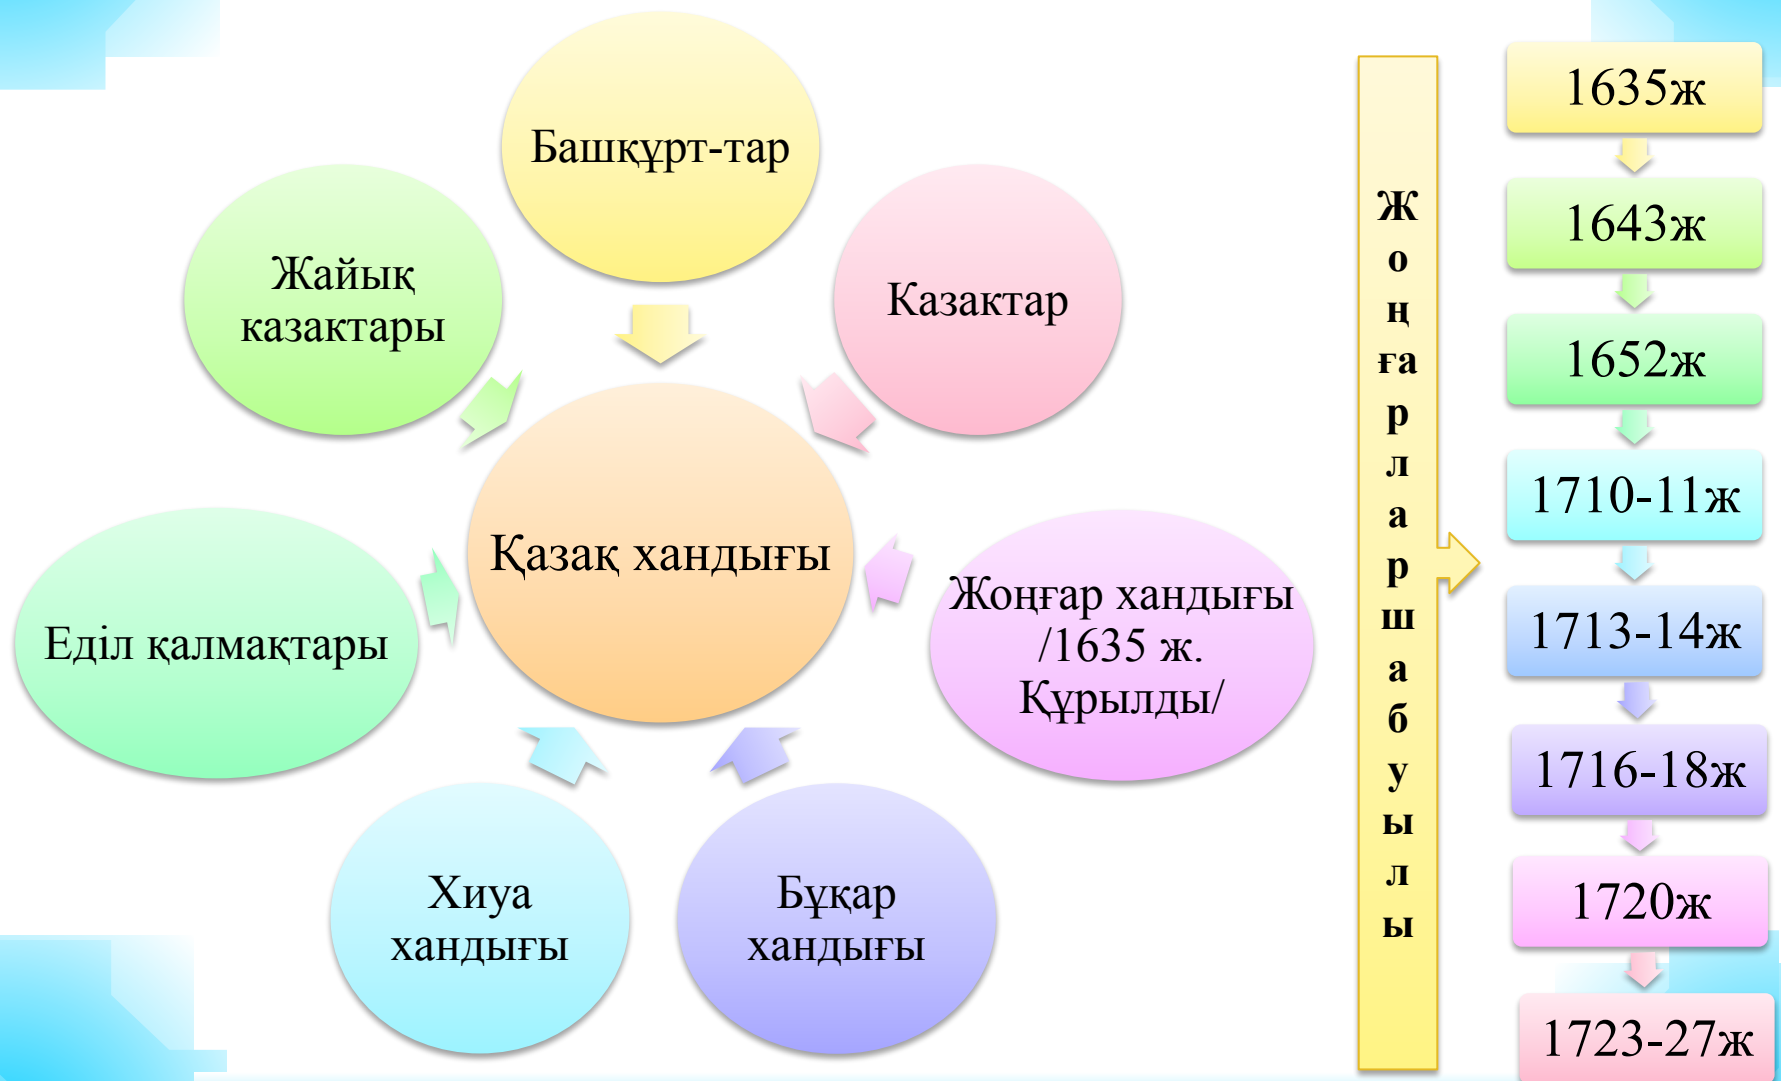 Башқұрт-тар
Жайық
казактары
Казактар
Қазақ хандығы
Еділ қалмақтары
Жоңғар хандығы
/1635 ж.
Құрылды/
Хиуа
хандығы
Бұқар
хандығы
Ж
о
ң
ға
р
л
а
р
ш
а
б
у
ы
л
ы
1635ж
1643ж
1652ж
1710-11ж
1713-14ж
1716-18ж
1720ж
1723-27ж